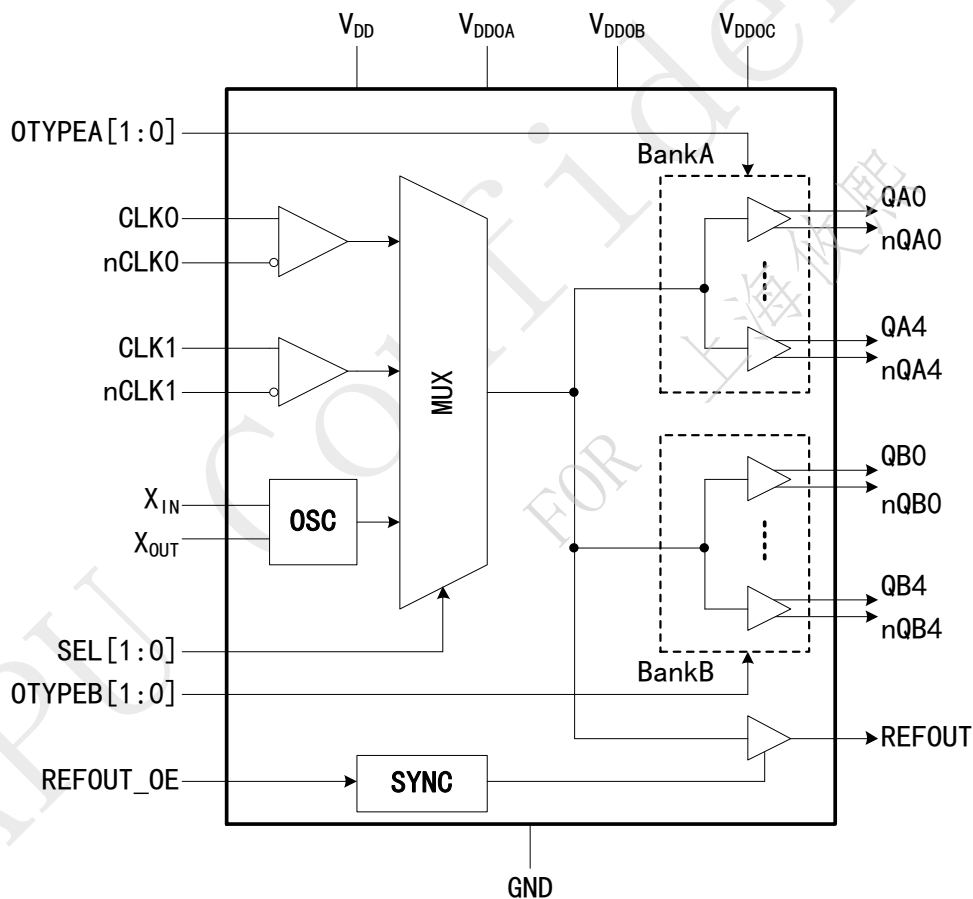 VDD
VDDOA
VDDOB
VDDOC
OTYPEA[1:0]
BankA
CLK0
nCLK0
CLK1
nCLK1
MUX
XIN
XOUT
OSC
SEL[1:0]
OTYPEB[1:0]
REFOUT_OE
SYNC
QA0
nQA0
QA4
nQA4
QB0
nQB0
QB4
nQB4
BankB
REFOUT
GND
FOR 上海攸熙